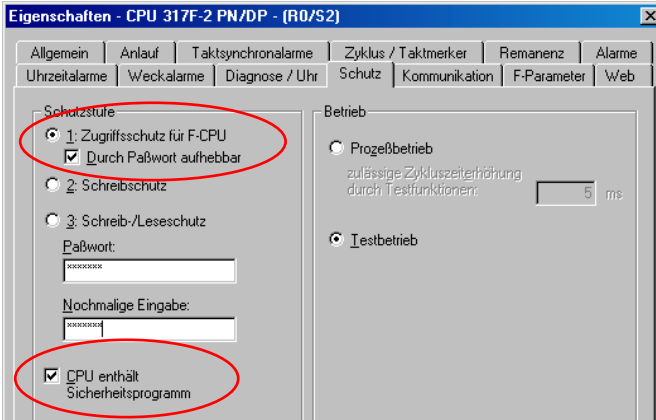 Eigenschaften - CPU 317F-2 PN/DP - (R0/S2)
Allgemein Anlauf Taktsynchronalarme Zyklus / Taktmerker Remanenz Alarme
Uhrzeitalarme Weckalarme Diagnose / Uhr Schutz Kommunikation F-Parameter Web
Schutzstufe
1: Zugriffsschutz für F-CPU
Durch Paßwort aufhebbar
2: Schreibschutz
3: Schreib-/Leseschutz
Paßwort:
xxxxxxx
Nochmalige Eingabe:
xxxxxxx
CPU enthält
Sicherheitsprogramm
Betrieb
Prozeßbetrieb
zulässige Zykluszeiterhöhung
durch Testfunktionen: 5 ms
Testbetrieb